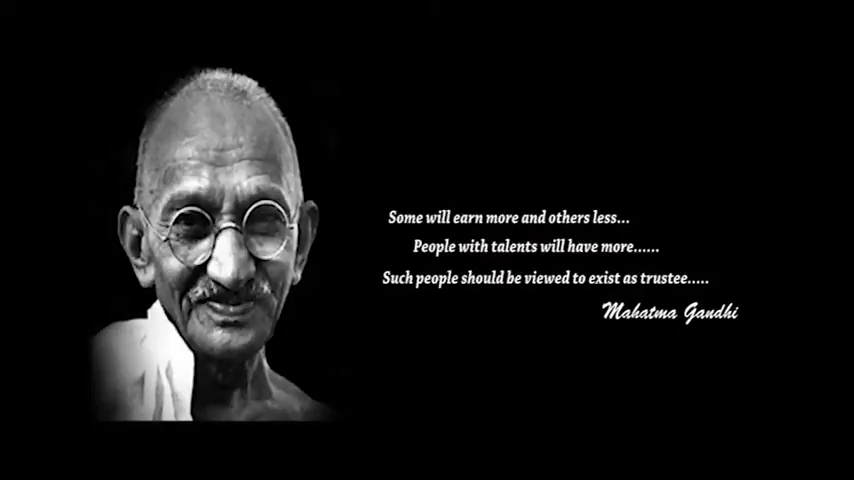 Some will earn more and others less...
People with talents will have more......
Such people should be viewed to exist as trustee.....
Mahatma Gandhi